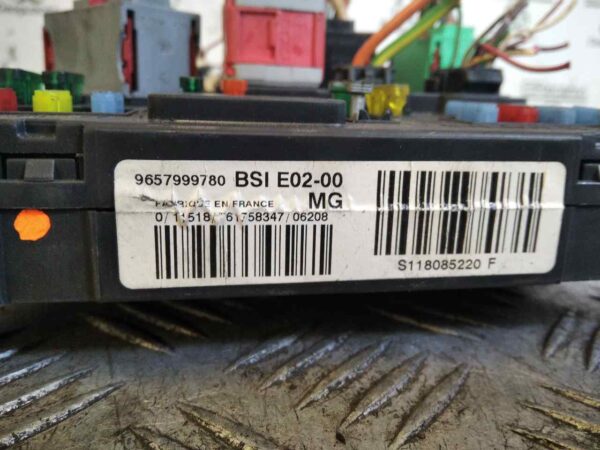 9657999780 BSI E02-00
FABRIQUE EN FRANCE MG
S118085220 F